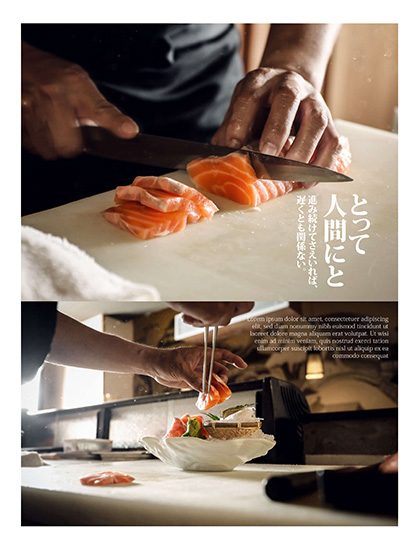 とって
人間にと
進み続けてさえいれば、
遅くとも関係ない。
Lorem ipsum dolor sit amet, consectetuer adipiscing
elit, sed diam nonummy nibh euismod tincidunt ut
laoreet dolore magna aliquam erat volutpat. Ut wisi
enim ad minim veniam, quis nostrud exerci tation
ullamcorper suscipit lobortis nisl ut aliquip ex ea
commodo consequat